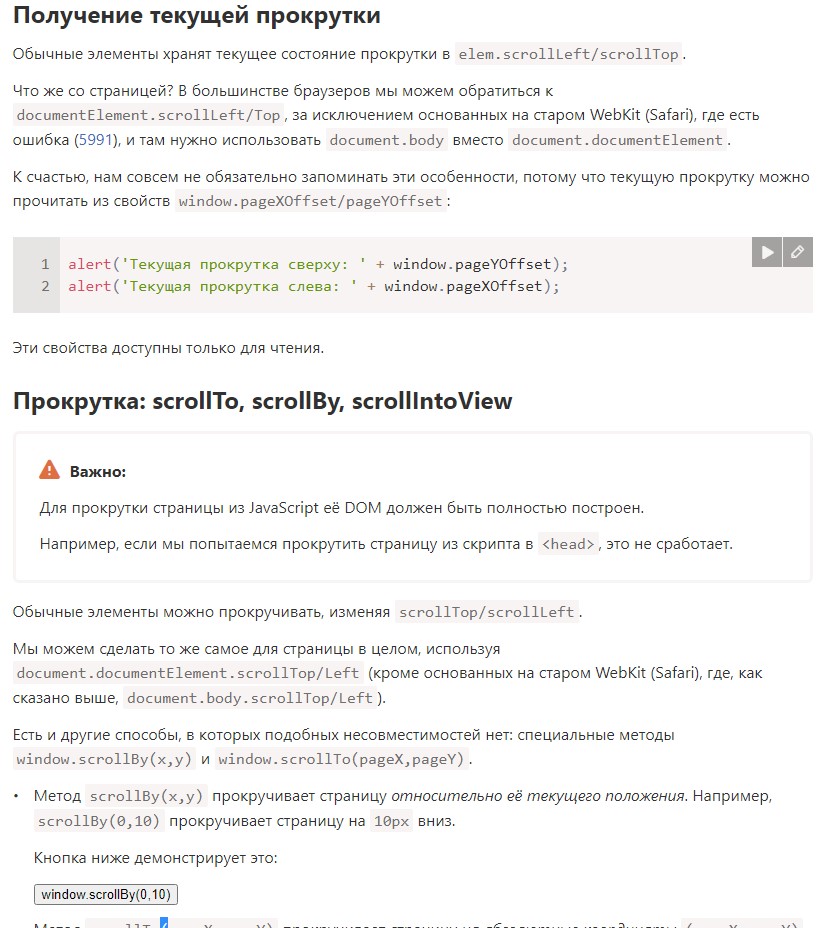 Получение текущей прокрутки
Обычные элементы хранят текущее состояние прокрутки в elem.scrollLeft/scrollTop.
Что же со страницей? В большинстве браузеров мы можем обратиться к
documentElement.scrollLeft/Top, за исключением основанных на старом WebKit (Safari), где есть
ошибка (5991), и там нужно использовать document.body вместо document.documentElement.
К счастью, нам совсем не обязательно запоминать эти особенности, потому что текущую прокрутку можно
прочитать из свойств window.pageXOffset/pageYOffset:
1 alert('Текущая прокрутка сверху: ' + window.pageYOffset);
2 alert('Текущая прокрутка слева: ' + window.pageXOffset);
Эти свойства доступны только для чтения.
Прокрутка: scrollTo, scrollBy, scrollIntoView
Важно:
Для прокрутки страницы из JavaScript её DOM должен быть полностью построен.
Например, если мы попытаемся прокрутить страницу из скрипта в <head>, это не сработает.
Обычные элементы можно прокручивать, изменяя scrollTop/scrollLeft.
Мы можем сделать то же самое для страницы в целом, используя
document.documentElement.scrollTop/Left (кроме основанных на старом WebKit (Safari), где, как
сказано выше, document.body.scrollTop/Left).
Есть и другие способы, в которых подобных несовместимостей нет: специальные методы
window.scrollBy(x,y) и window.scrollTo(pageX,pageY).
• Метод scrollBy(x,y) прокручивает страницу относительно её текущего положения. Например,
scrollBy(0,10) прокручивает страницу на 10px вниз.
Кнопка ниже демонстрирует это:
window.scrollBy(0,10)